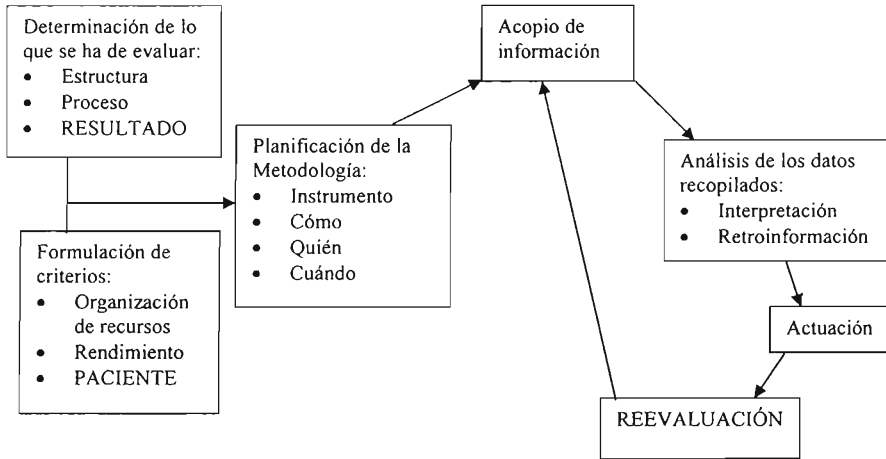 Determinación de lo
que se ha de evaluar:
• Estructura
• Proceso
• RESULTADO
Formulación de
criterios:
• Organización
de recursos
• Rendimiento
• PACIENTE
Planificación de la
Metodología:
• Instrumento
• Cómo
• Quién
• Cuándo
Acopio de
información
Análisis de los datos
recopilados:
• Interpretación
• Retroinformación
Actuación
REEVALUACIÓN